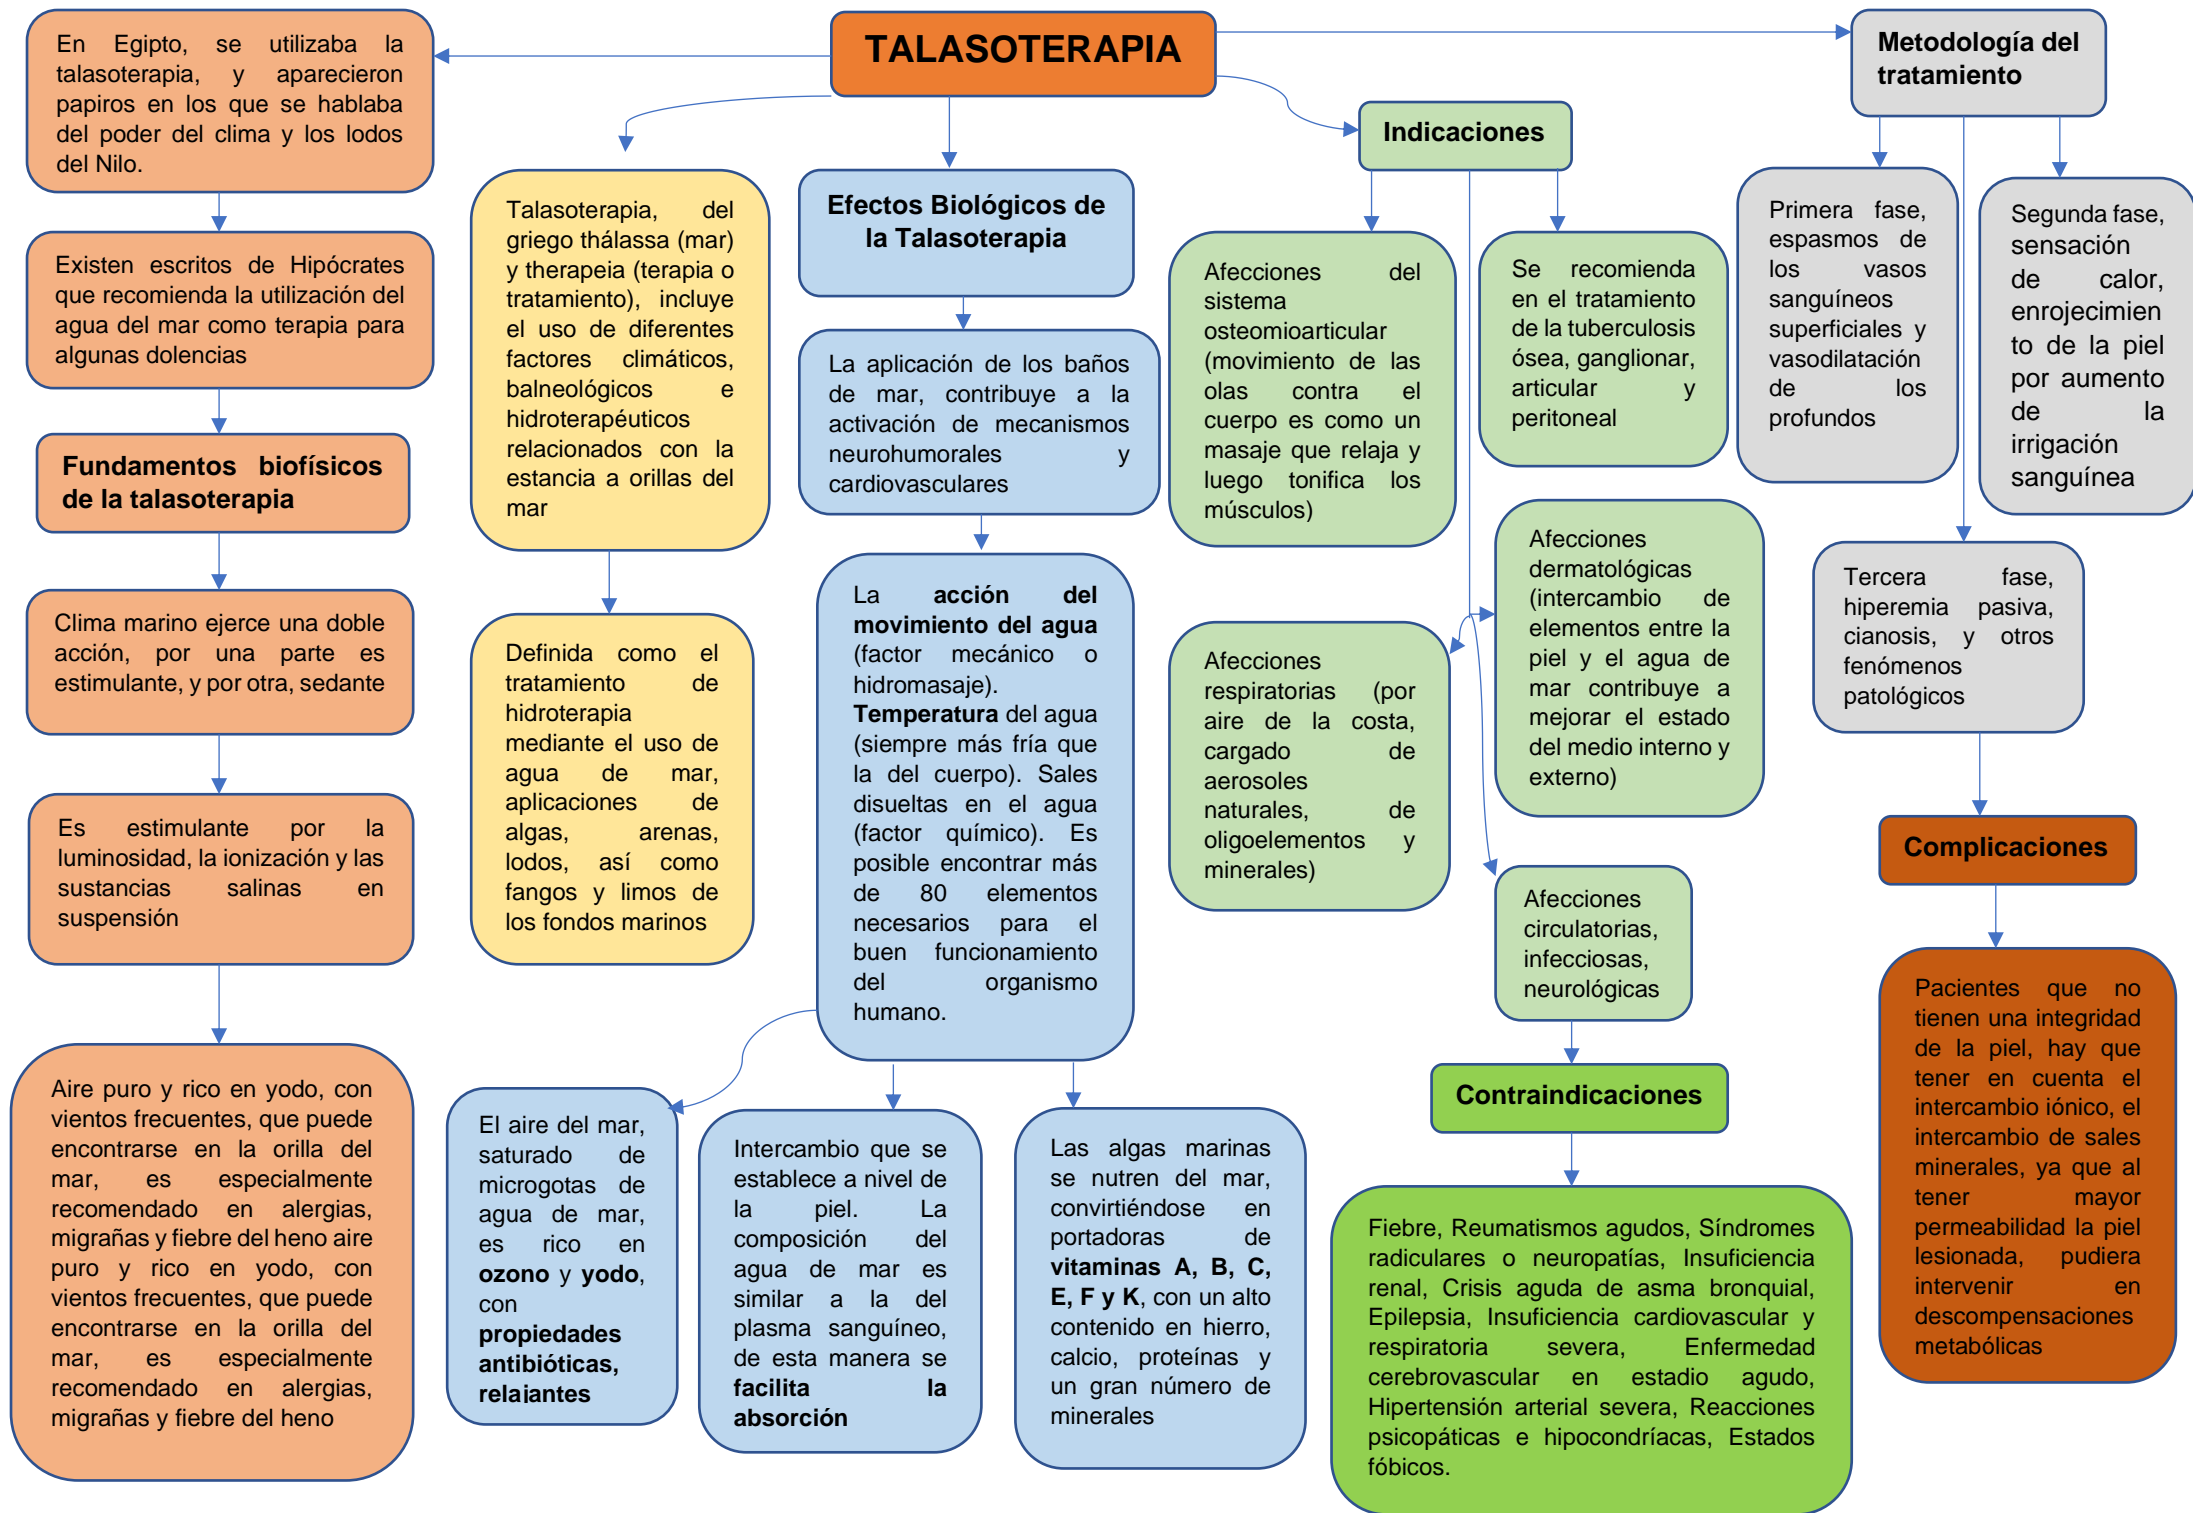 TALASOTERAPIA
En Egipto, se utilizaba la
talasoterapia, y aparecieron
papiros en los que se hablaba
del poder del clima y los lodos
del Nilo.
Existen escritos de Hipócrates
que recomienda la utilización del
agua del mar como terapia para
algunas dolencias
Fundamentos biofísicos
de la talasoterapia
Clima marino ejerce una doble
acción, por una parte es
estimulante, y por otra, sedante
Es estimulante por la
luminosidad, la ionización y las
sustancias salinas en
suspensión
Aire puro y rico en yodo, con
vientos frecuentes, que puede
encontrarse en la orilla del
mar, es especialmente
recomendado en alergias,
migrañas y fiebre del heno aire
puro y rico en yodo, con
vientos frecuentes, que puede
encontrarse en la orilla del
mar, es especialmente
recomendado en alergias,
migrañas y fiebre del heno
Talasoterapia, del
griego thálassa (mar)
y therapeia (terapia o
tratamiento), incluye
el uso de diferentes
factores climáticos,
balneológicos e
hidroterapéuticos
relacionados con la
estancia a orillas del
mar
Definida como el
tratamiento de
hidroterapia
mediante el uso de
agua de mar,
aplicaciones de
algas, arenas,
lodos, así como
fangos y limos de
los fondos marinos
Efectos Biológicos de
la Talasoterapia
La aplicación de los baños
de mar, contribuye a la
activación de mecanismos
neurohumorales y
cardiovasculares
La acción del
movimiento del agua
(factor mecánico o
hidromasaje).
Temperatura del agua
(siempre más fría que
la del cuerpo). Sales
disueltas en el agua
(factor químico). Es
posible encontrar más
de 80 elementos
necesarios para el
buen funcionamiento
del organismo
humano.
El aire del mar,
saturado de
microgotas de
agua de mar,
es rico en
ozono y yodo,
con
propiedades
antibióticas,
relajantes
Intercambio que se
establece a nivel de
la piel. La
composición del
agua de mar es
similar a la del
plasma sanguíneo,
de esta manera se
facilita la
absorción
Las algas marinas
se nutren del mar,
convirtiéndose en
portadoras de
vitaminas A, B, C,
E, F y K, con un alto
contenido en hierro,
calcio, proteínas y
un gran número de
minerales
Indicaciones
Afecciones del
sistema
osteomioarticular
(movimiento de las
olas contra el
cuerpo es como un
masaje que relaja y
luego tonifica los
músculos)
Se recomienda
en el tratamiento
de la tuberculosis
ósea, ganglionar,
articular y
peritoneal
Afecciones
respiratorias (por
aire de la costa,
cargado de
aerosoles
naturales, de
oligoelementos y
minerales)
Afecciones
dermatológicas
(intercambio de
elementos entre la
piel y el agua de
mar contribuye a
mejorar el estado
del medio interno y
externo)
Afecciones
circulatorias,
infecciosas,
neurológicas
Contraindicaciones
Fiebre, Reumatismos agudos, Síndromes
radiculares o neuropatías, Insuficiencia
renal, Crisis aguda de asma bronquial,
Epilepsia, Insuficiencia cardiovascular y
respiratoria severa, Enfermedad
cerebrovascular en estadio agudo,
Hipertensión arterial severa, Reacciones
psicopáticas e hipocondríacas, Estados
fóbicos.
Metodología del
tratamiento
Primera fase,
espasmos de
los vasos
sanguíneos
superficiales y
vasodilatación
de los
profundos
Segunda fase,
sensación
de calor,
enrojecimien
to de la piel
por aumento
de la
irrigación
sanguínea
Tercera fase,
hiperemia pasiva,
cianosis, y otros
fenómenos
patológicos
Complicaciones
Pacientes que no
tienen una integridad
de la piel, hay que
tener en cuenta el
intercambio iónico, el
intercambio de sales
minerales, ya que al
tener mayor
permeabilidad la piel
lesionada, pudiera
intervenir en
descompensaciones
metabólicas